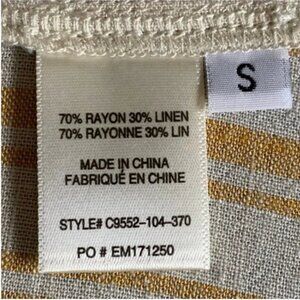 S
70% RAYON 30% LINEN
70% RAYONNE 30% LIN
MADE IN CHINA
FABRIQUÉ EN CHINE
STYLE# C9552-104-370
PO # EM171250